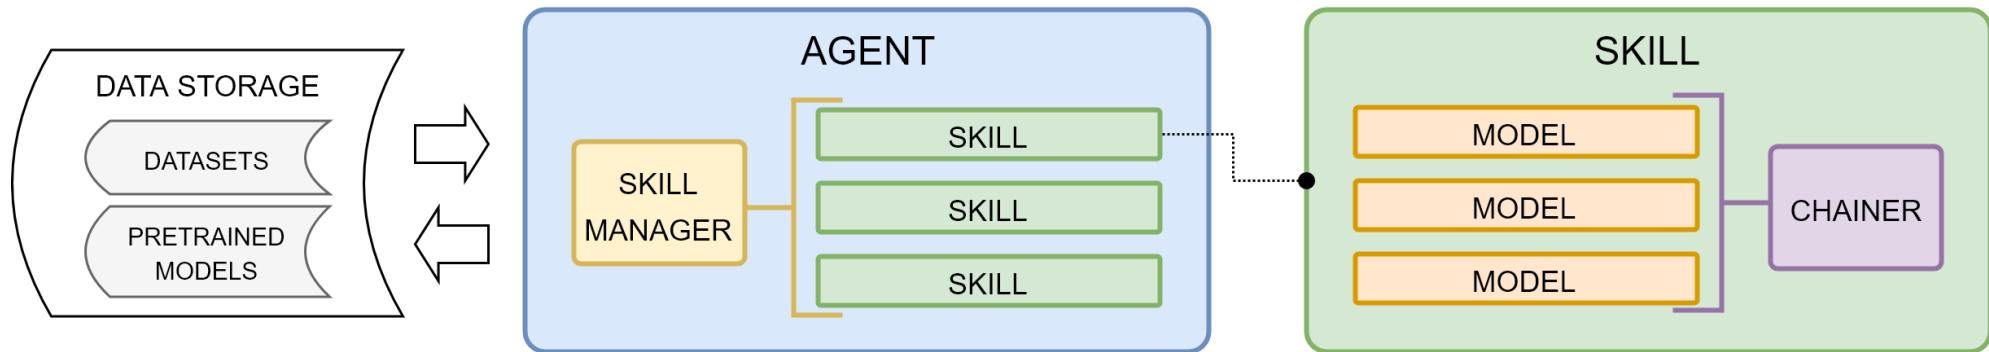 DATA STORAGE
DATASETS
PRETRAINED
MODELS
AGENT
SKILL
MANAGER
SKILL
SKILL
SKILL
SKILL
MODEL
MODEL
MODEL
CHAINER